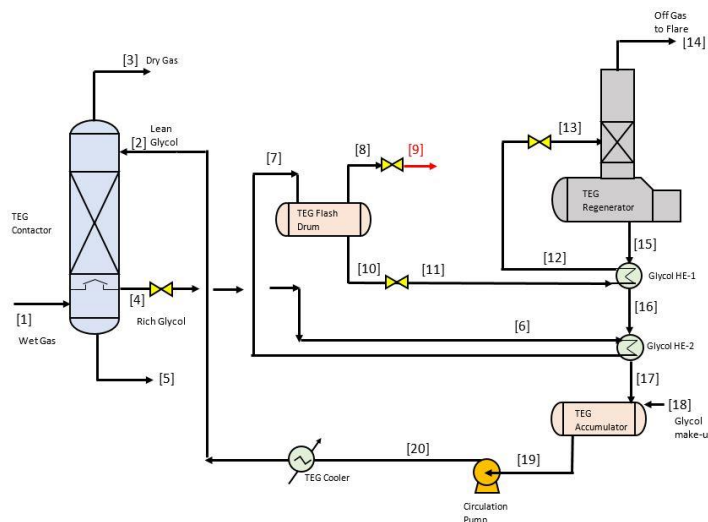 Off Gas
to Flare
[14]
[3]
Dry Gas
[2]
Lean
Glycol
[7]
[8]
[9]
[13]
TEG
Contactor
TEG Flash
Drum
TEG
Regenerator
[15]
[12]
[10]
[11]
Glycol HE-1
[4]
Rich Glycol
[1]
Wet Gas
[16]
[6]
Glycol HE-2
[5]
[17]
TEG
Accumulator
[18]
Glycol
make-u
[20]
[19]
TEG Cooler
Circulation
Pump